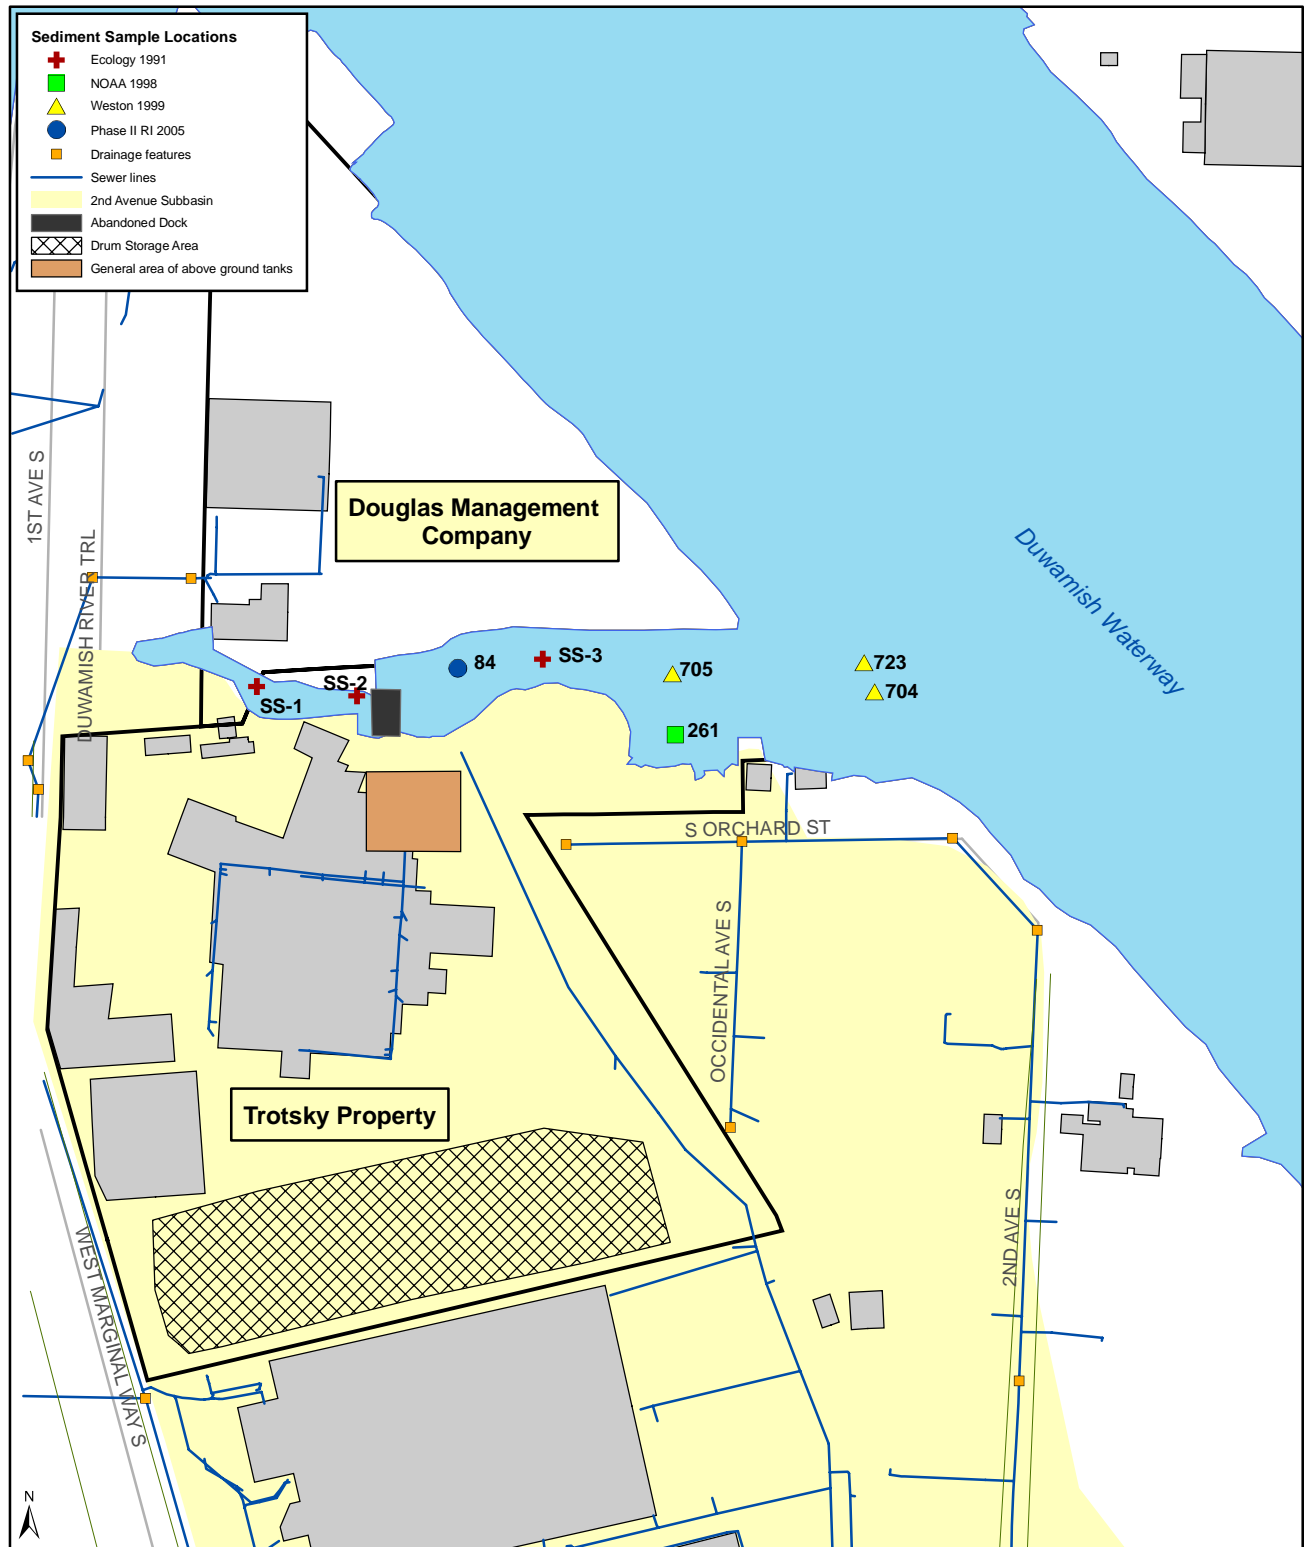 Sediment Sample Locations
Ecology 1991
NOAA 1998
Weston 1999
Phase II RI 2005
Drainage features
Sewer lines
2nd Avenue Subbasin
Abandoned Dock
Drum Storage Area
General area of above ground tanks
1ST AVE S
DUWAMISH RIVER TRL
Douglas Management
Company
Duwamish Waterway
84
SS-3
705
723
704
SS-2
SS-1
261
S ORCHARD ST
OCCIDENTAL AVE S
Trotsky Property
2ND AVE S
WEST MARGINAL WAY S
N